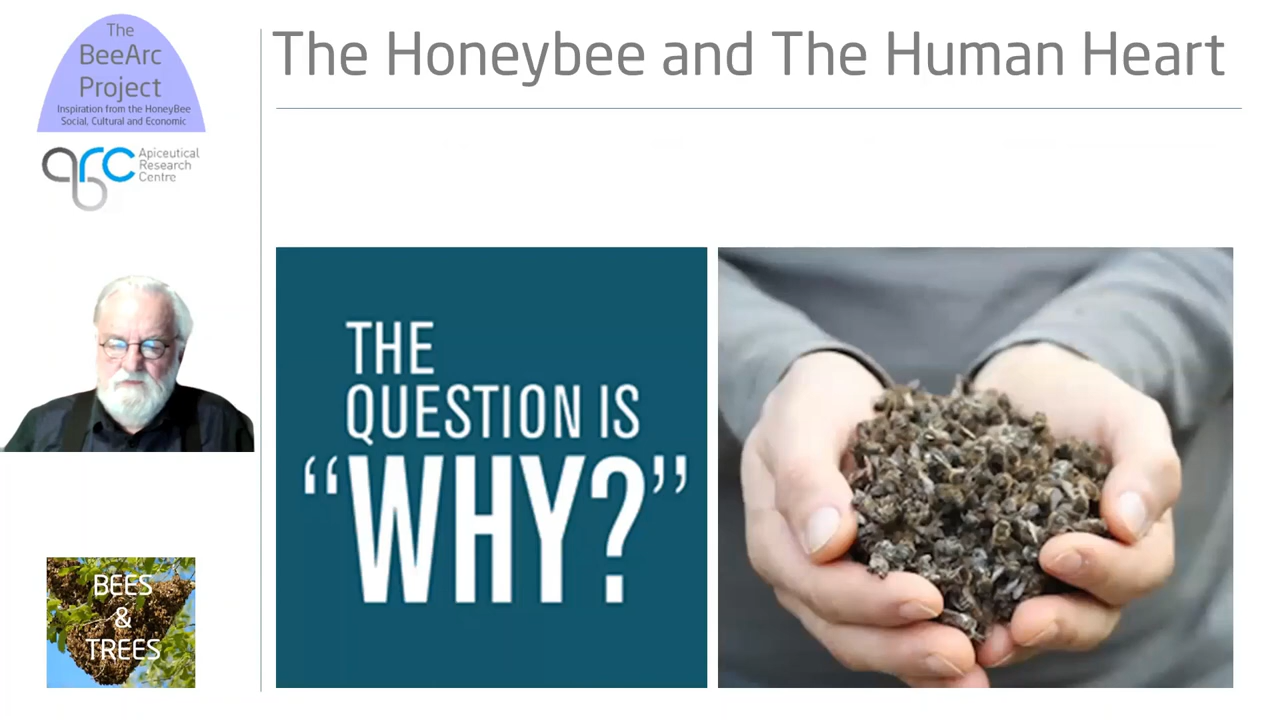 The
BeeArc
Project
Inspiration from the HoneyBee
Social, Cultural and Economic
arc
Apiceutical
Research
Centre
The Honeybee and The Human Heart
THE
QUESTION IS
“WHY?”
BEES
&
TREES